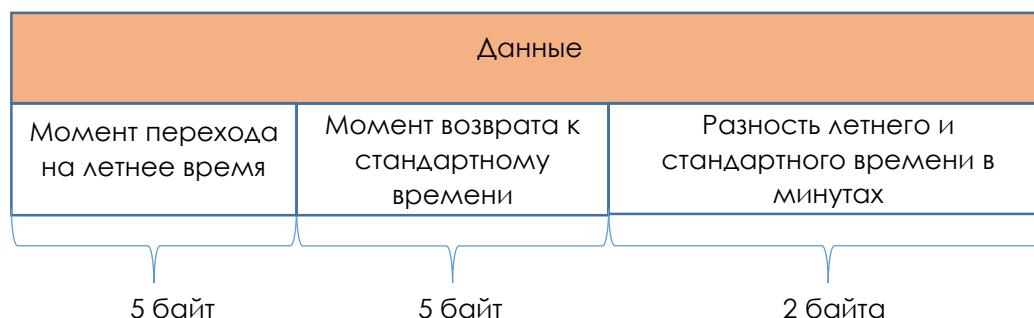 Данные
Момент перехода
на летнее время
Момент возврата к
стандартному
времени
Разность летнего и
стандартного времени в
минутах
5 байт
5 байт
2 байта